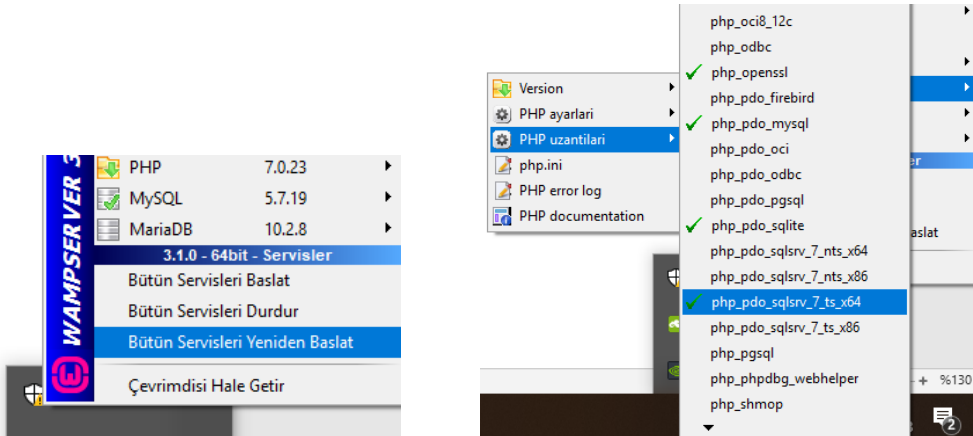 WAMPSERVER 3
PHP 7.0.23
MySQL 5.7.19
MariaDB 10.2.8
3.1.0 - 64bit - Servisler
Bütün Servisleri Baslat
Bütün Servisleri Durdur
Bütün Servisleri Yeniden Baslat
Çevrimdisi Hale Getir
Version
PHP ayarlari
PHP uzantilari
php.ini
PHP error log
PHP documentation
php_oci8_12c
php_odbc
php_openssl
php_pdo_firebird
php_pdo_mysql
php_pdo_oci
php_pdo_odbc
php_pdo_pgsql
php_pdo_sqlite
php_pdo_sqlsrv_7_nts_x64
php_pdo_sqlsrv_7_nts_x86
php_pdo_sqlsrv_7_ts_x64
php_pdo_sqlsrv_7_ts_x86
php_pgsql
php_phpdbg_webhelper
php_shmop
er
aslat
+ %130
2